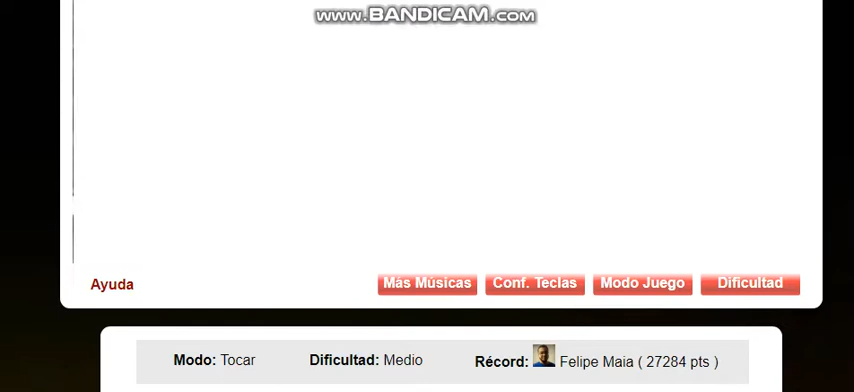 www.BANDICAM.com
Ayuda
Más Músicas
Conf. Teclas
Modo Juego
Dificultad
Modo: Tocar
Dificultad: Medio
Récord: Felipe Maia ( 27284 pts )